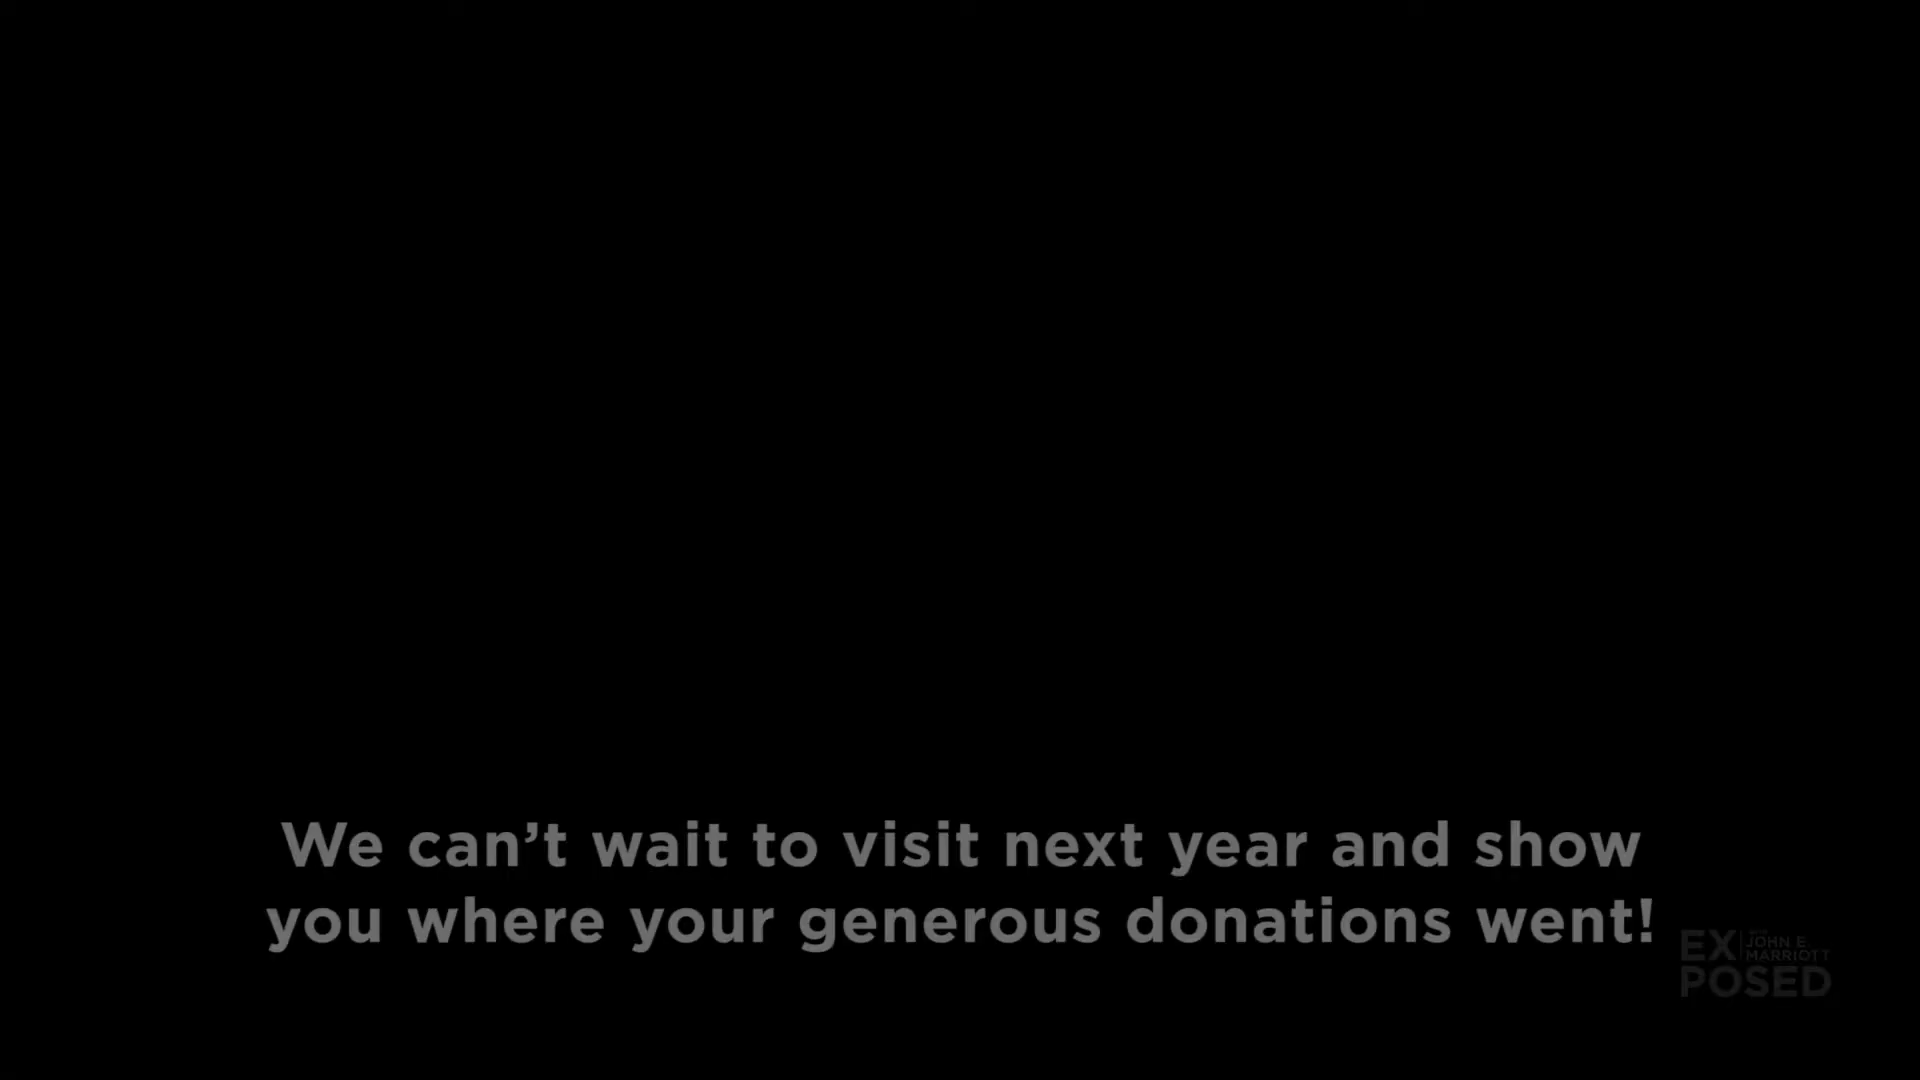 We can’t wait to visit next year and show
you where your generous donations went!
EX
JOHN E.
MARRIOTT
POSED